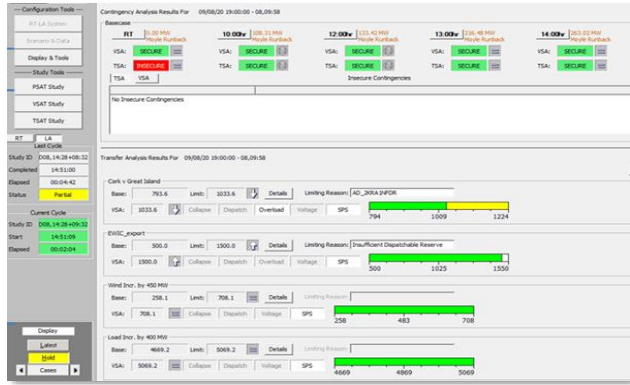 --- Configuration Tools ---
RT-LA System
Scenario & Data
Display & Tools
--- Study Tools ---
PSAT Study
VSAT Study
TSAT Study
RT LA
Last Cycle
Study ID D08,14:28+08:32
Completed 14:51:00
Elapsed 00:04:42
Status Partial
Current Cycle
Study ID D08,14:28+09:32
Start 14:51:09
Elapsed 00:02:04
Display
Latest
Hold
Cases
Contingency Analysis Results For 09/08/20 19:00:00 - 08,09:58
Basecase
RT 0.00 MW Moyle Runback
10:00hr 108.31 MW Moyle Runback
12:00hr 133.42 MW Moyle Runback
13:00hr 216.48 MW Moyle Runback
14:00hr 263.02 MW Moyle Runback
VSA: SECURE VSA: SECURE VSA: SECURE VSA: SECURE VSA: SECURE
TSA: INSECURE TSA: SECURE TSA: SECURE TSA: SECURE TSA: SECURE
TSA VSA Insecure Contingencies
No Insecure Contingencies
Transfer Analysis Results For 09/08/20 19:00:00 - 08,09:58
Cork v Great Island
Base: 793.6 Limit: 1033.6 Details Limiting Reason: AD_2KRA1NFDR
VSA: 1033.6 Collapse Dispatch Overload Voltage SPS
794 1009 1224
EWIC_export
Base: 500.0 Limit: 1500.0 Details Limiting Reason: Insufficient Dispatchable Reserve
VSA: 1500.0 Collapse Dispatch Overload Voltage SPS
500 1025 1550
Wind Incr. by 450 MW
Base: 258.1 Limit: 708.1 Details Limiting Reason:
VSA: 708.1 Collapse Dispatch Overload Voltage SPS
258 483 708
Load Incr. by 400 MW
Base: 4669.2 Limit: 5069.2 Details Limiting Reason:
VSA: 5069.2 Collapse Dispatch Overload Voltage SPS
4669 4869 5069